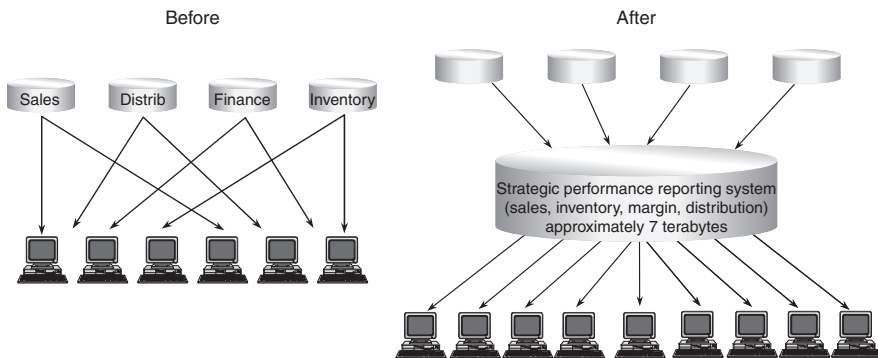 Before
After
Sales
Distrib
Finance
Inventory
Strategic performance reporting system
(sales, inventory, margin, distribution)
approximately 7 terabytes